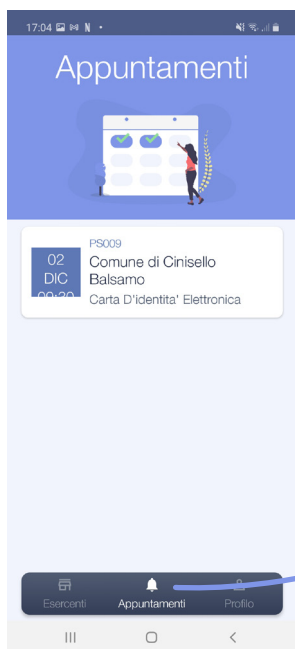 17:04
Appuntamenti
PS009
02
DIC
Comune di Cinisello
Balsamo
Carta D'identita' Elettronica
Esercenti
Appuntamenti
Profilo